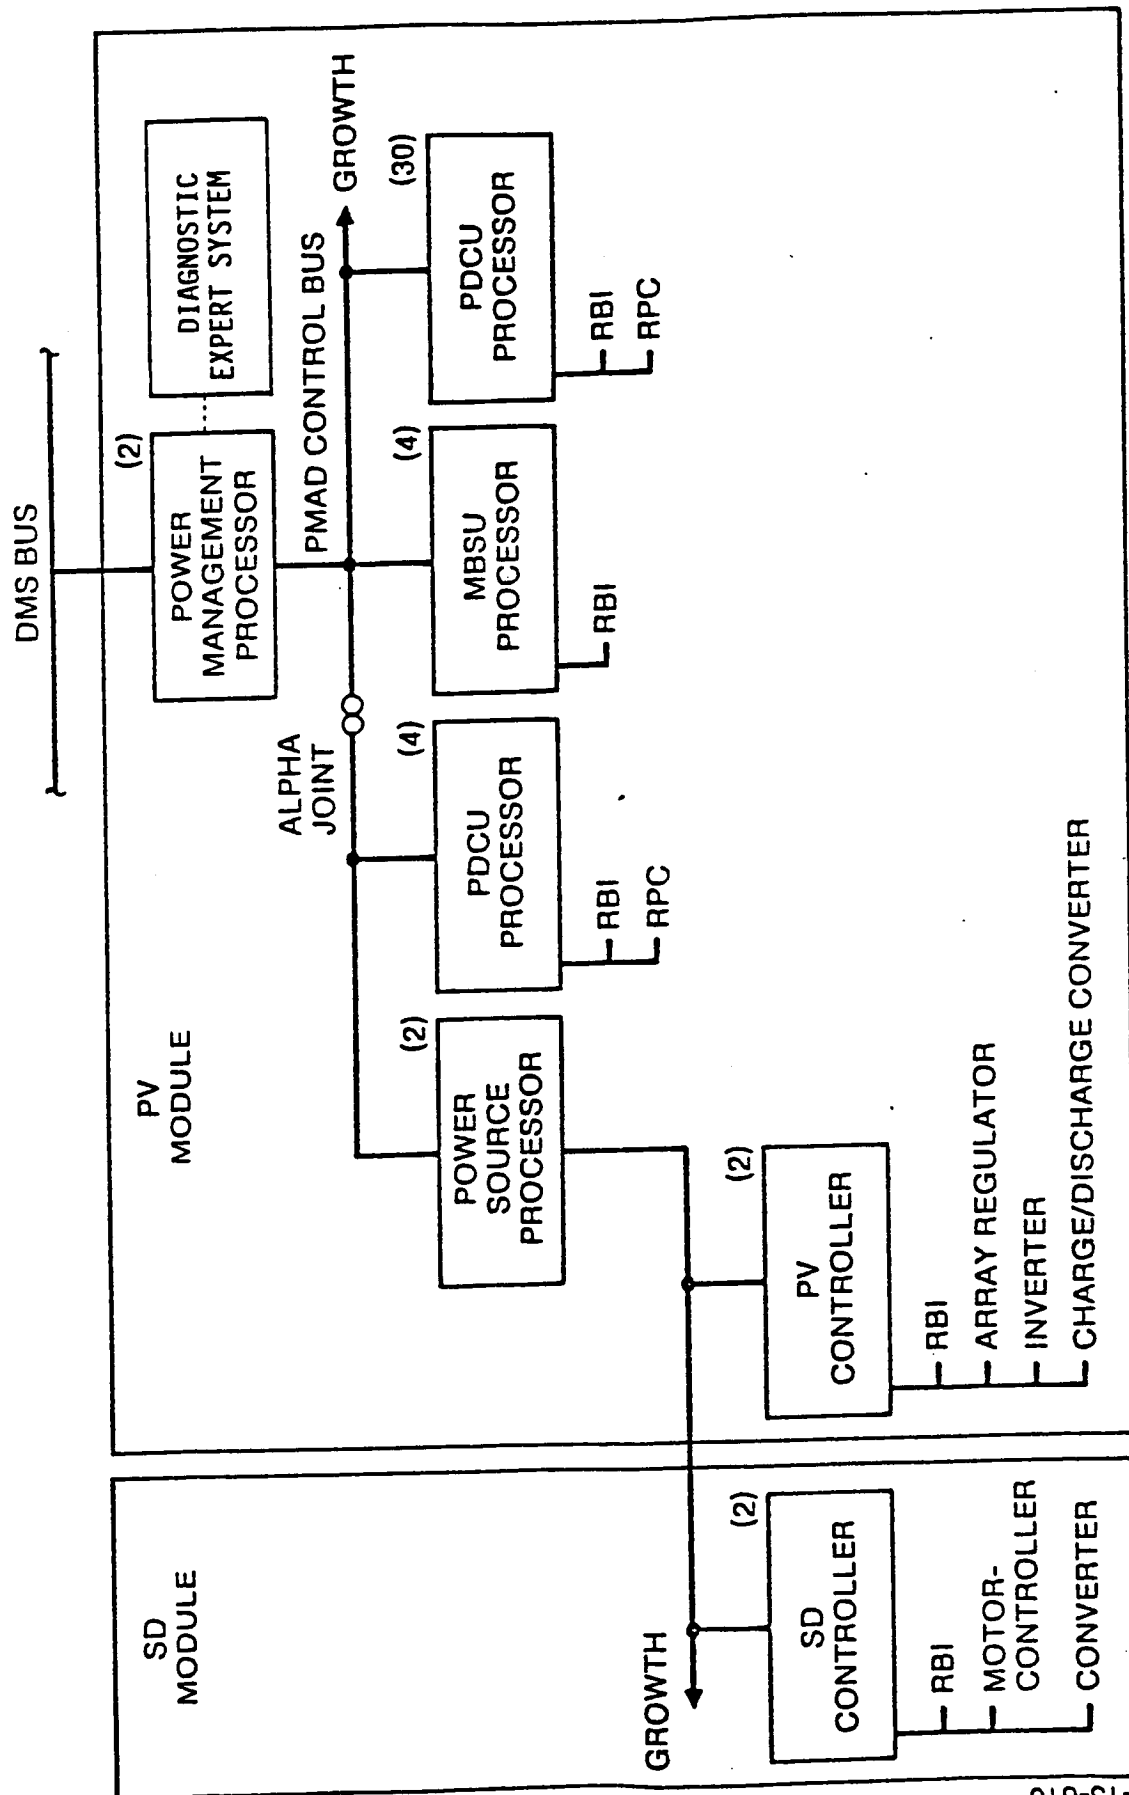 DMS BUS
(2)
POWER
MANAGEMENT
PROCESSOR
DIAGNOSTIC
EXPERT SYSTEM
PV
MODULE
SD
MODULE
ALPHA
JOINT
PMAD CONTROL BUS
GROWTH
(2)
POWER
SOURCE
PROCESSOR
(4)
PDCU
PROCESSOR
RBI
RPC
(4)
MBSU
PROCESSOR
RBI
(30)
PDCU
PROCESSOR
RBI
RPC
GROWTH
(2)
SD
CONTROLLER
RBI
MOTOR-
CONTROLLER
CONVERTER
(2)
PV
CONTROLLER
RBI
ARRAY REGULATOR
INVERTER
CHARGE/DISCHARGE CONVERTER